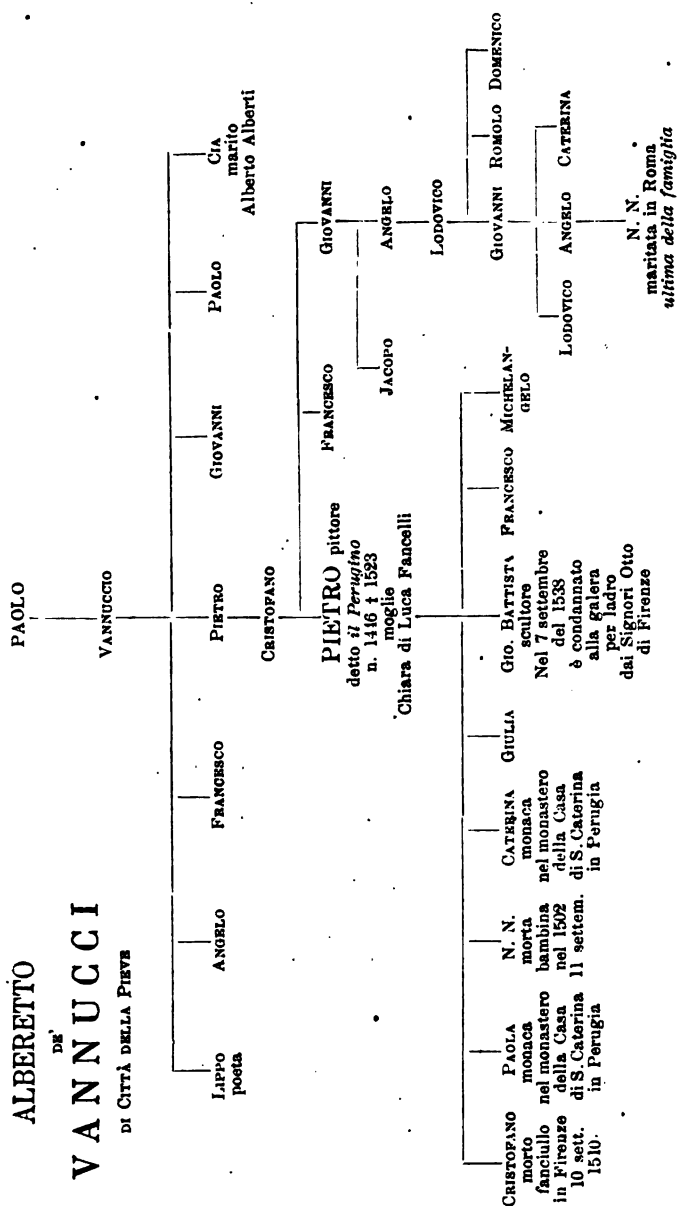 ALBERETTO
DE'
VANNUCCI
DI CITTÀ DELLA PIEVE
PAOLO
VANNUCCIO
LIPPO
poeta
ANGELO
FRANCESCO
PIETRO
GIOVANNI
PAOLO
CIA
marito
Alberto Alberti
CRISTOFANO
PIETRO pittore
detto il Perugino
n. 1416 † 1523
moglie
Chiara di Luca Fancelli
FRANCESCO
GIOVANNI
JACOPO
ANGELO
LODOVICO
GIOVANNI
ROMOLO
DOMENICO
LODOVICO
ANGELO
CATERINA
N. N.
maritata in Roma
ultima della famiglia
CRISTOFANO
morto
fanciullo
in Firenze
10 sett.
1510.
PAOLA
monaca
nel monastero
della Casa
di S. Caterina
in Perugia
N. N.
morta
bambina
nel 1502
11 settem.
CATERINA
monaca
nel monastero
della Casa
di S. Caterina
in Perugia
GIULIA
GIO. BATTISTA
scultore
Nel 7 settembre
del 1538
è condannato
alla galera
per ladro
dai Signori Otto
di Firenze
FRANCESCO
MICHELAN-
GELO